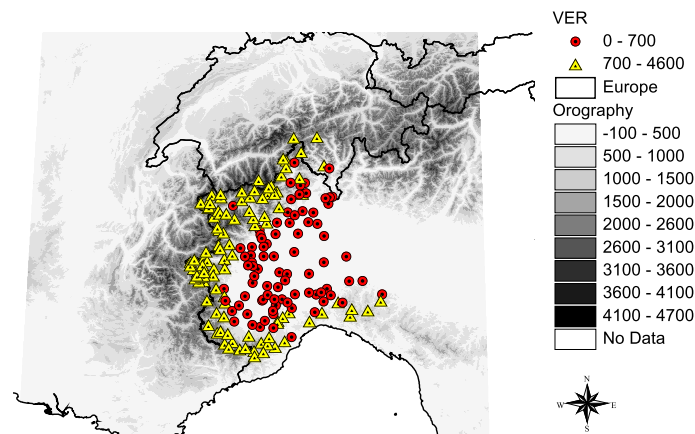 VER
0 - 700
700 - 4600
Europe
Orography
-100 - 500
500 - 1000
1000 - 1500
1500 - 2000
2000 - 2600
2600 - 3100
3100 - 3600
3600 - 4100
4100 - 4700
No Data
N
W E
S